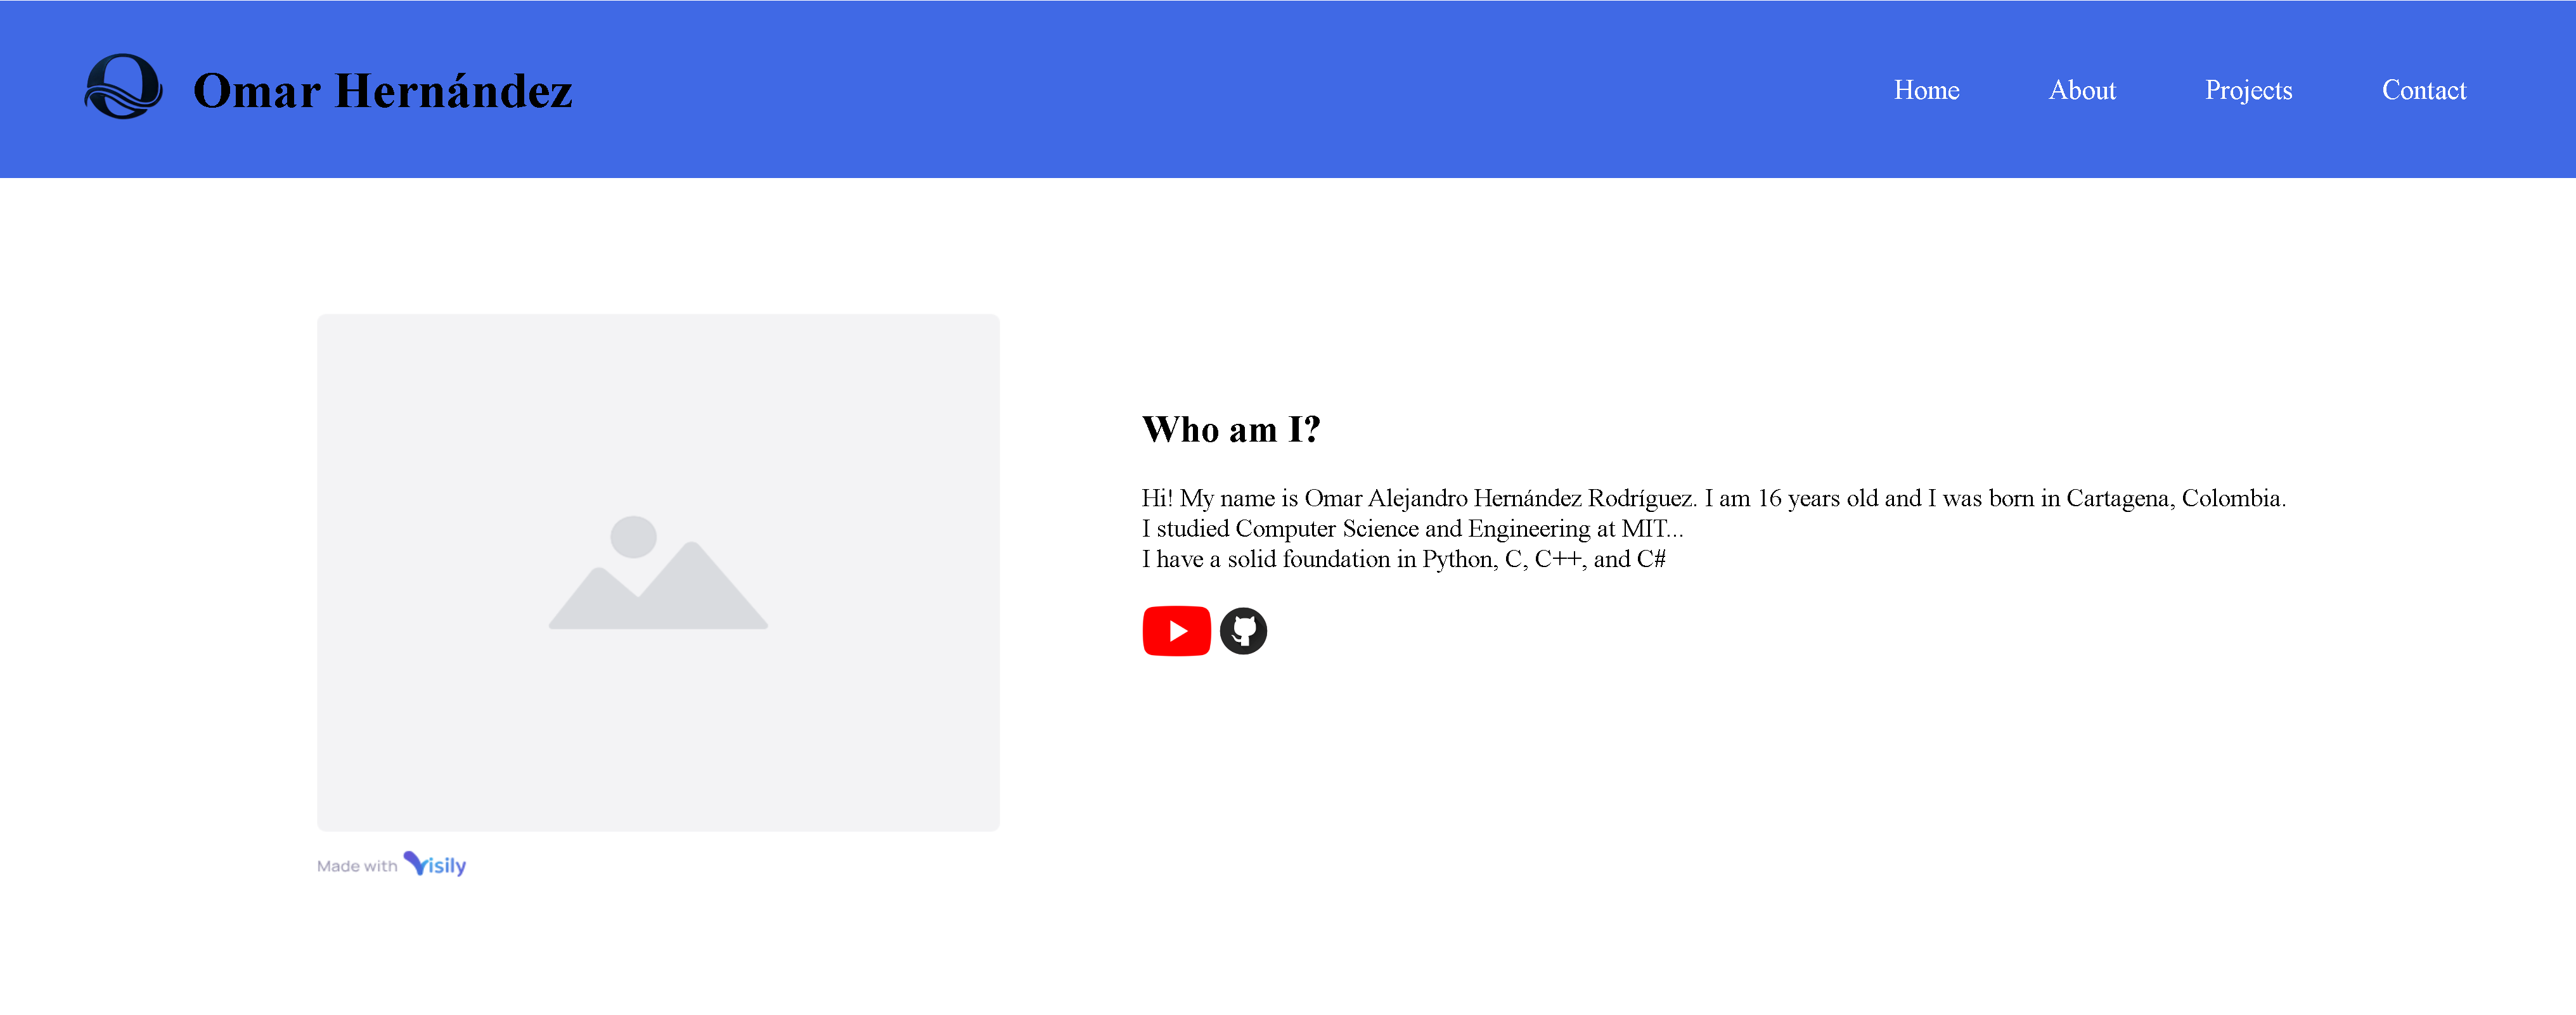 Omar Hernández
Home
About
Projects
Contact
Who am I?
Hi! My name is Omar Alejandro Hernández Rodríguez. I am 16 years old and I was born in Cartagena, Colombia.
I studied Computer Science and Engineering at MIT...
I have a solid foundation in Python, C, C++, and C#
Made with Visily